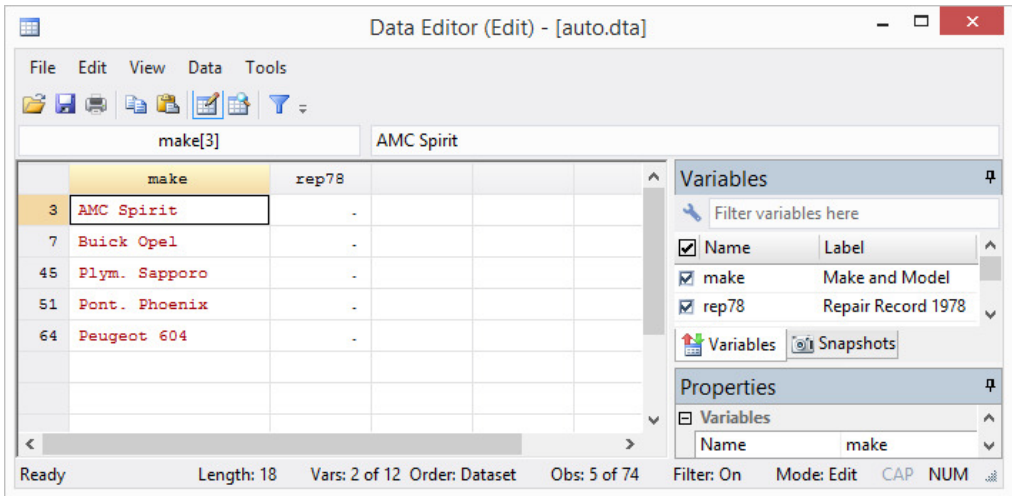 Data Editor (Edit) - [auto.dta]
File Edit View Data Tools
make[3] AMC Spirit
make rep78
3 AMC Spirit .
7 Buick Opel .
45 Plym. Sapporo .
51 Pont. Phoenix .
64 Peugeot 604 .
Variables
Filter variables here
Name Label
make Make and Model
rep78 Repair Record 1978
Variables Snapshots
Properties
Variables
Name make
Ready Length: 18 Vars: 2 of 12 Order: Dataset Obs: 5 of 74 Filter: On Mode: Edit CAP NUM